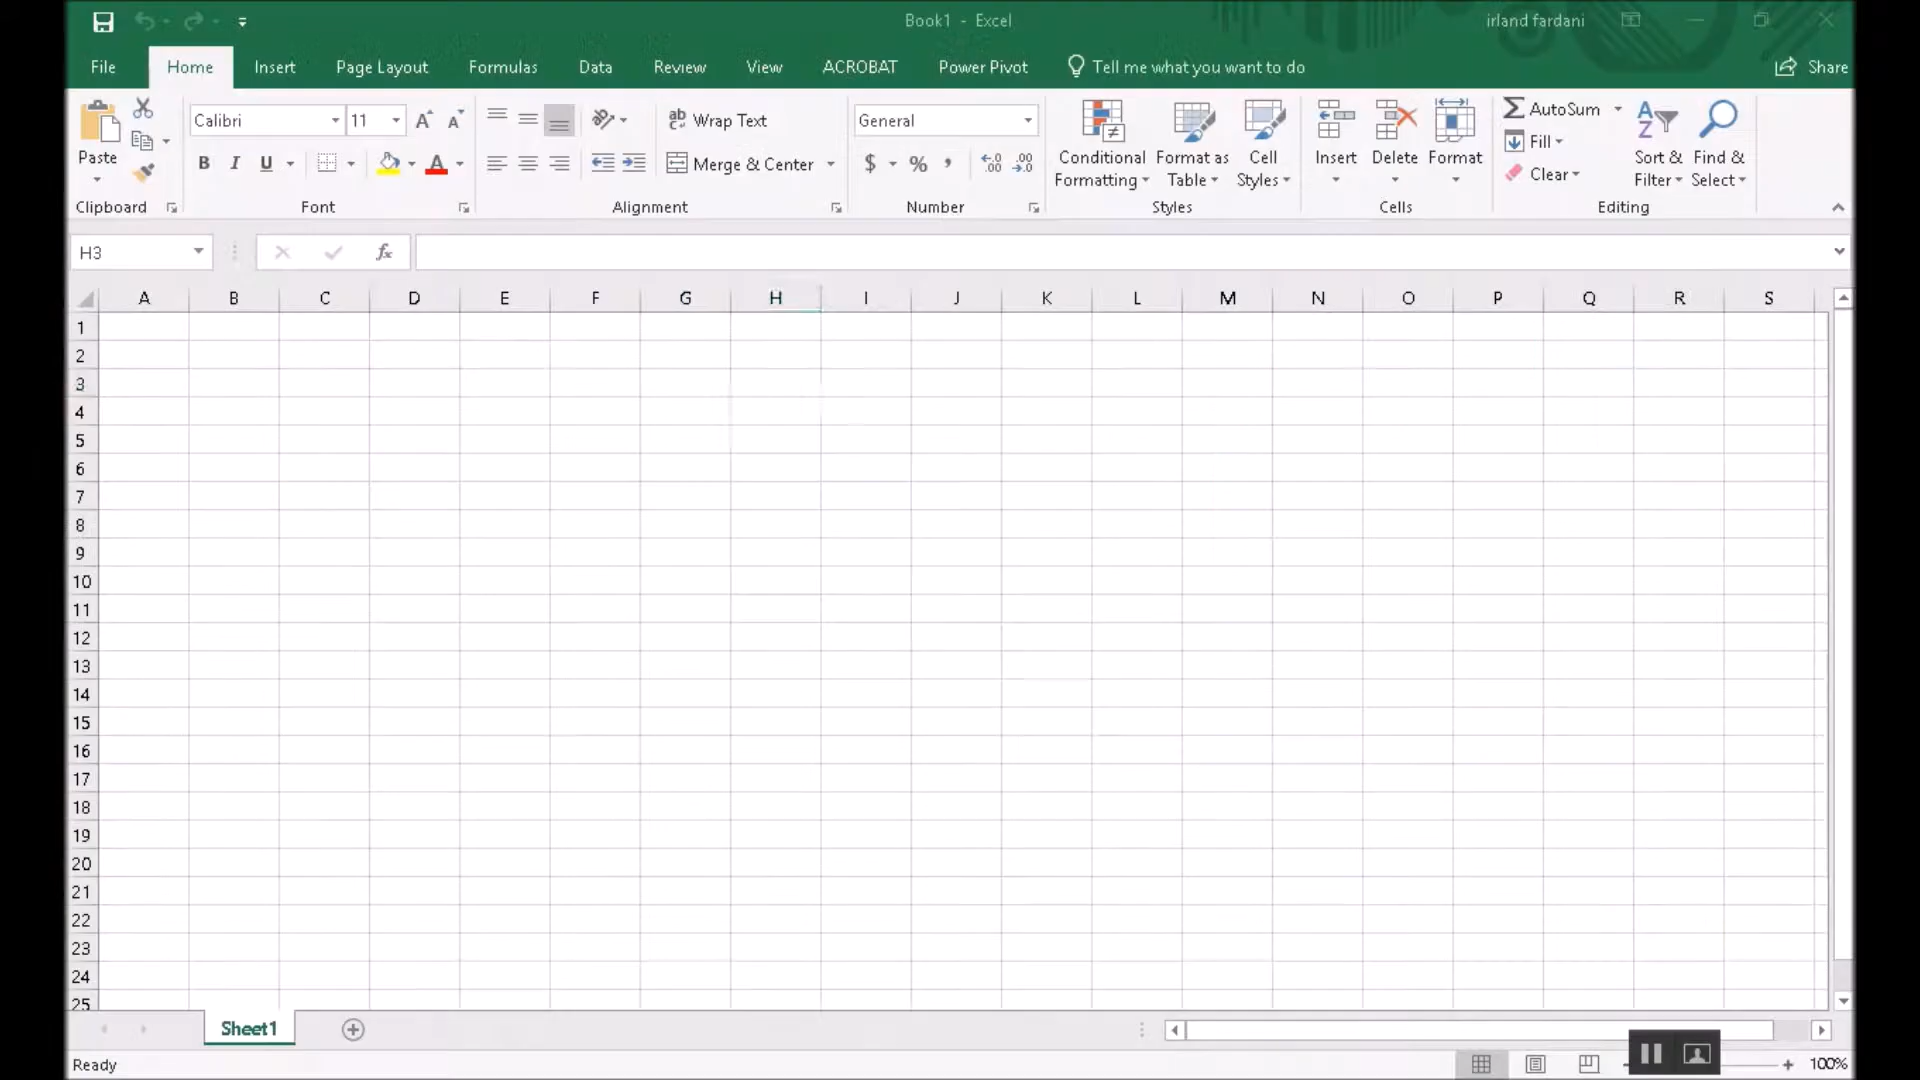 Book1 - Excel
irland fardani
File Home Insert Page Layout Formulas Data Review View ACROBAT Power Pivot Tell me what you want to do Share
Calibri 11
Wrap Text
General
AutoSum
Paste
B I U
Merge & Center
$ % ,
Conditional Formatting
Format as Table
Cell Styles
Insert
Delete
Format
Fill
Clear
Sort & Filter
Find & Select
Clipboard Font Alignment Number Styles Cells Editing
H3
fx
A B C D E F G H I J K L M N O P Q R S
1
2
3
4
5
6
7
8
9
10
11
12
13
14
15
16
17
18
19
20
21
22
23
24
25
Sheet1
Ready
100%